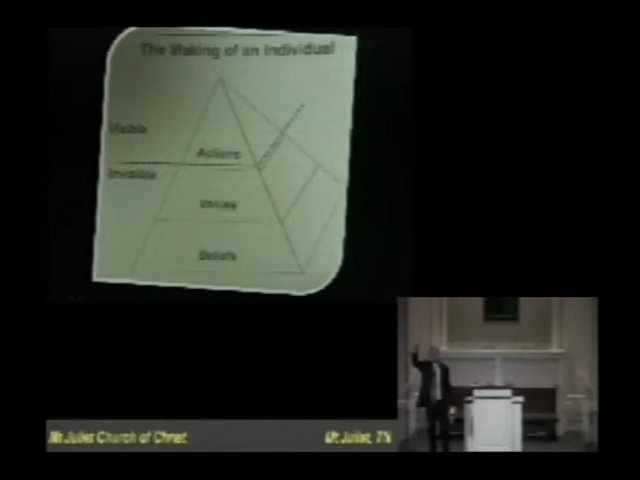 The Making of an Individual
Visible
Actions
Invisible
Values
Beliefs
Mt. Juliet Church of Christ
Mt. Juliet, TN